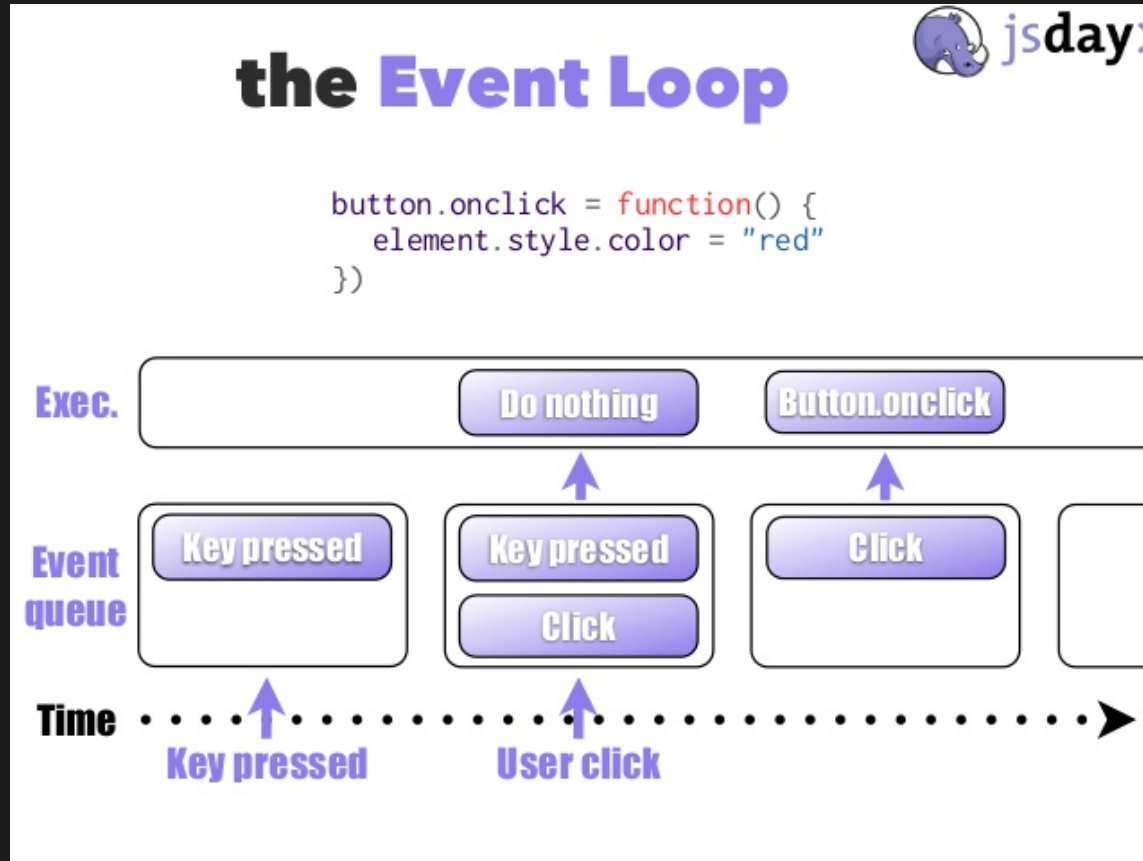 jsday
the Event Loop
button.onclick = function() {
element.style.color = "red"
})
Exec.
Do nothing
Button.onclick
Event
queue
Key pressed
Key pressed
Click
Click
Time
Key pressed
User click